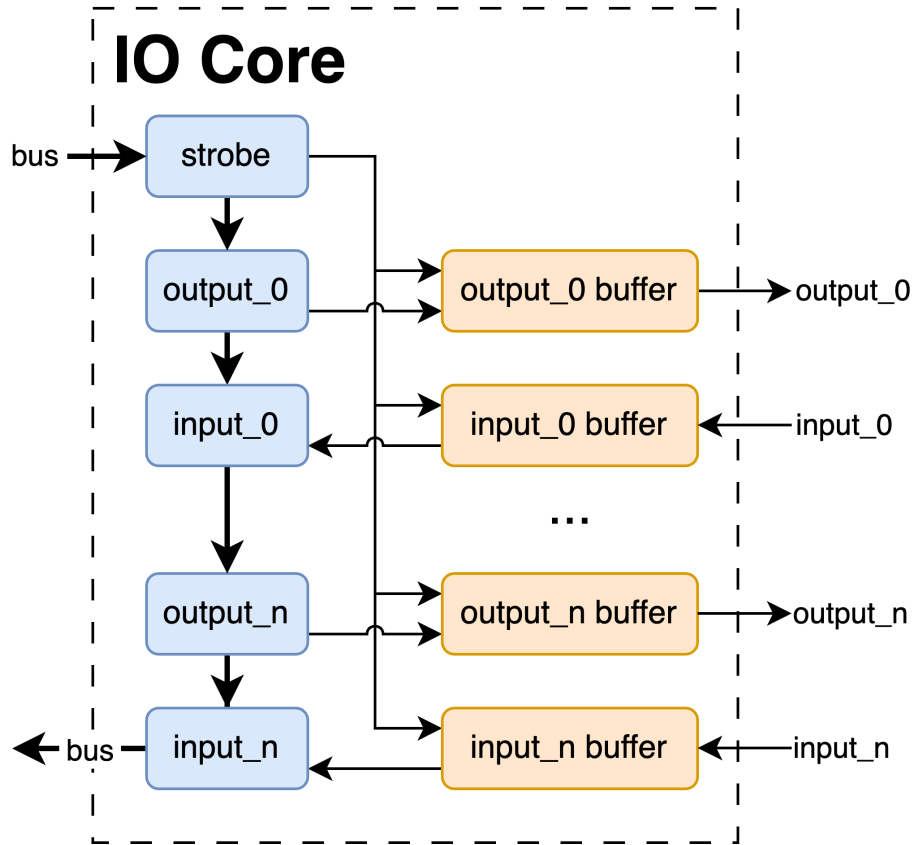 IO Core
bus
strobe
output_0
output_0 buffer
output_0
input_0
input_0 buffer
input_0
...
output_n
output_n buffer
output_n
bus
input_n
input_n buffer
input_n